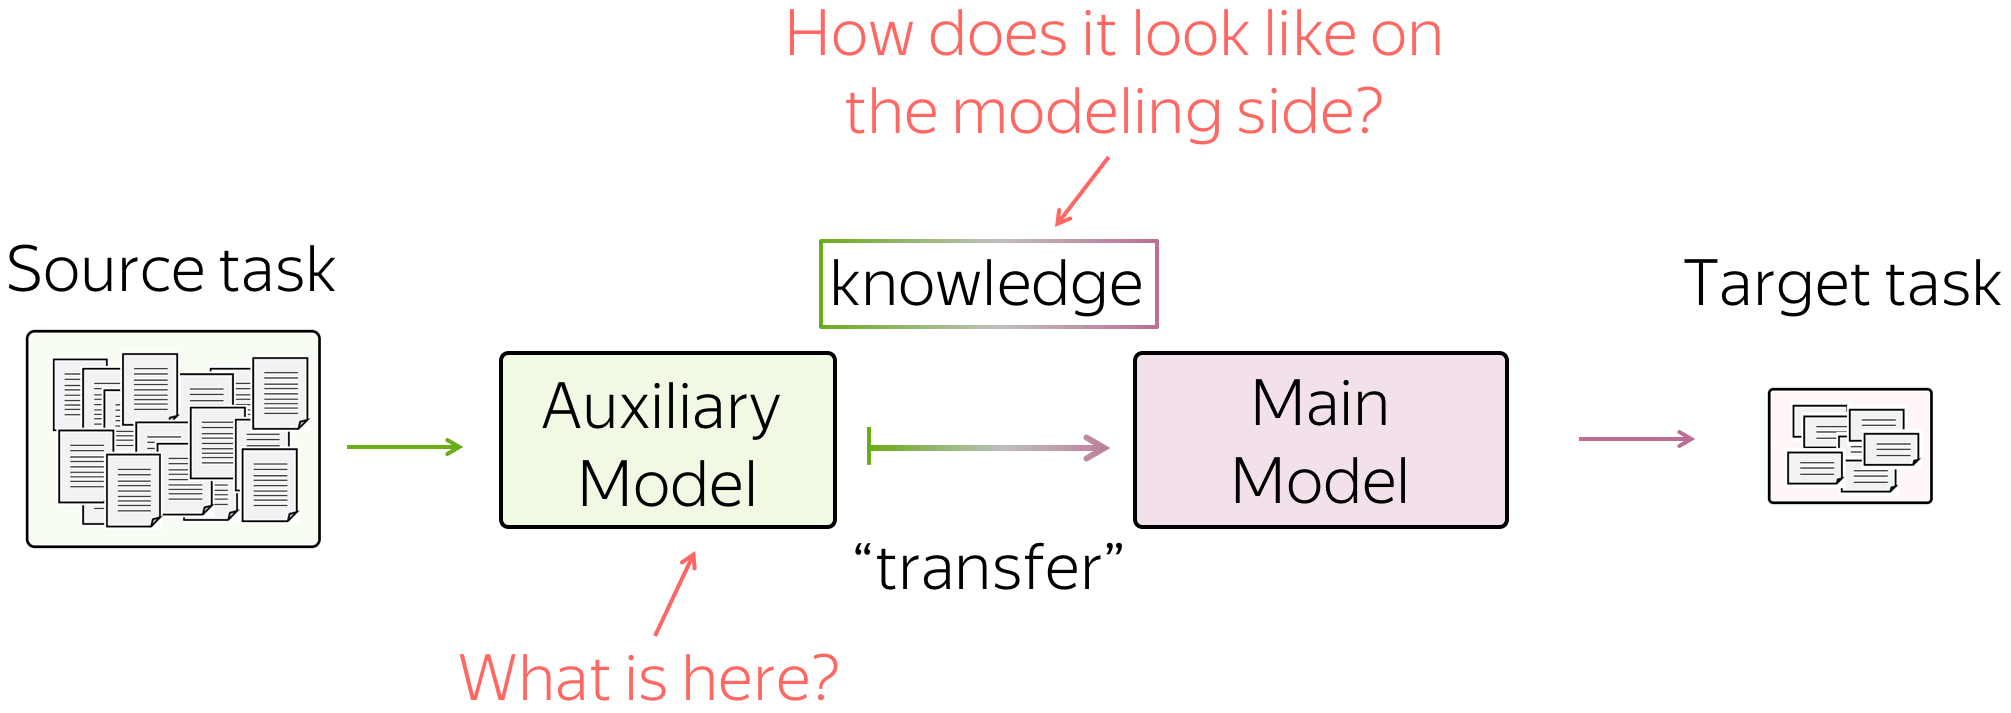 How does it look like on
the modeling side?
Source task
knowledge
Target task
Auxiliary
Model
Main
Model
“transfer”
What is here?